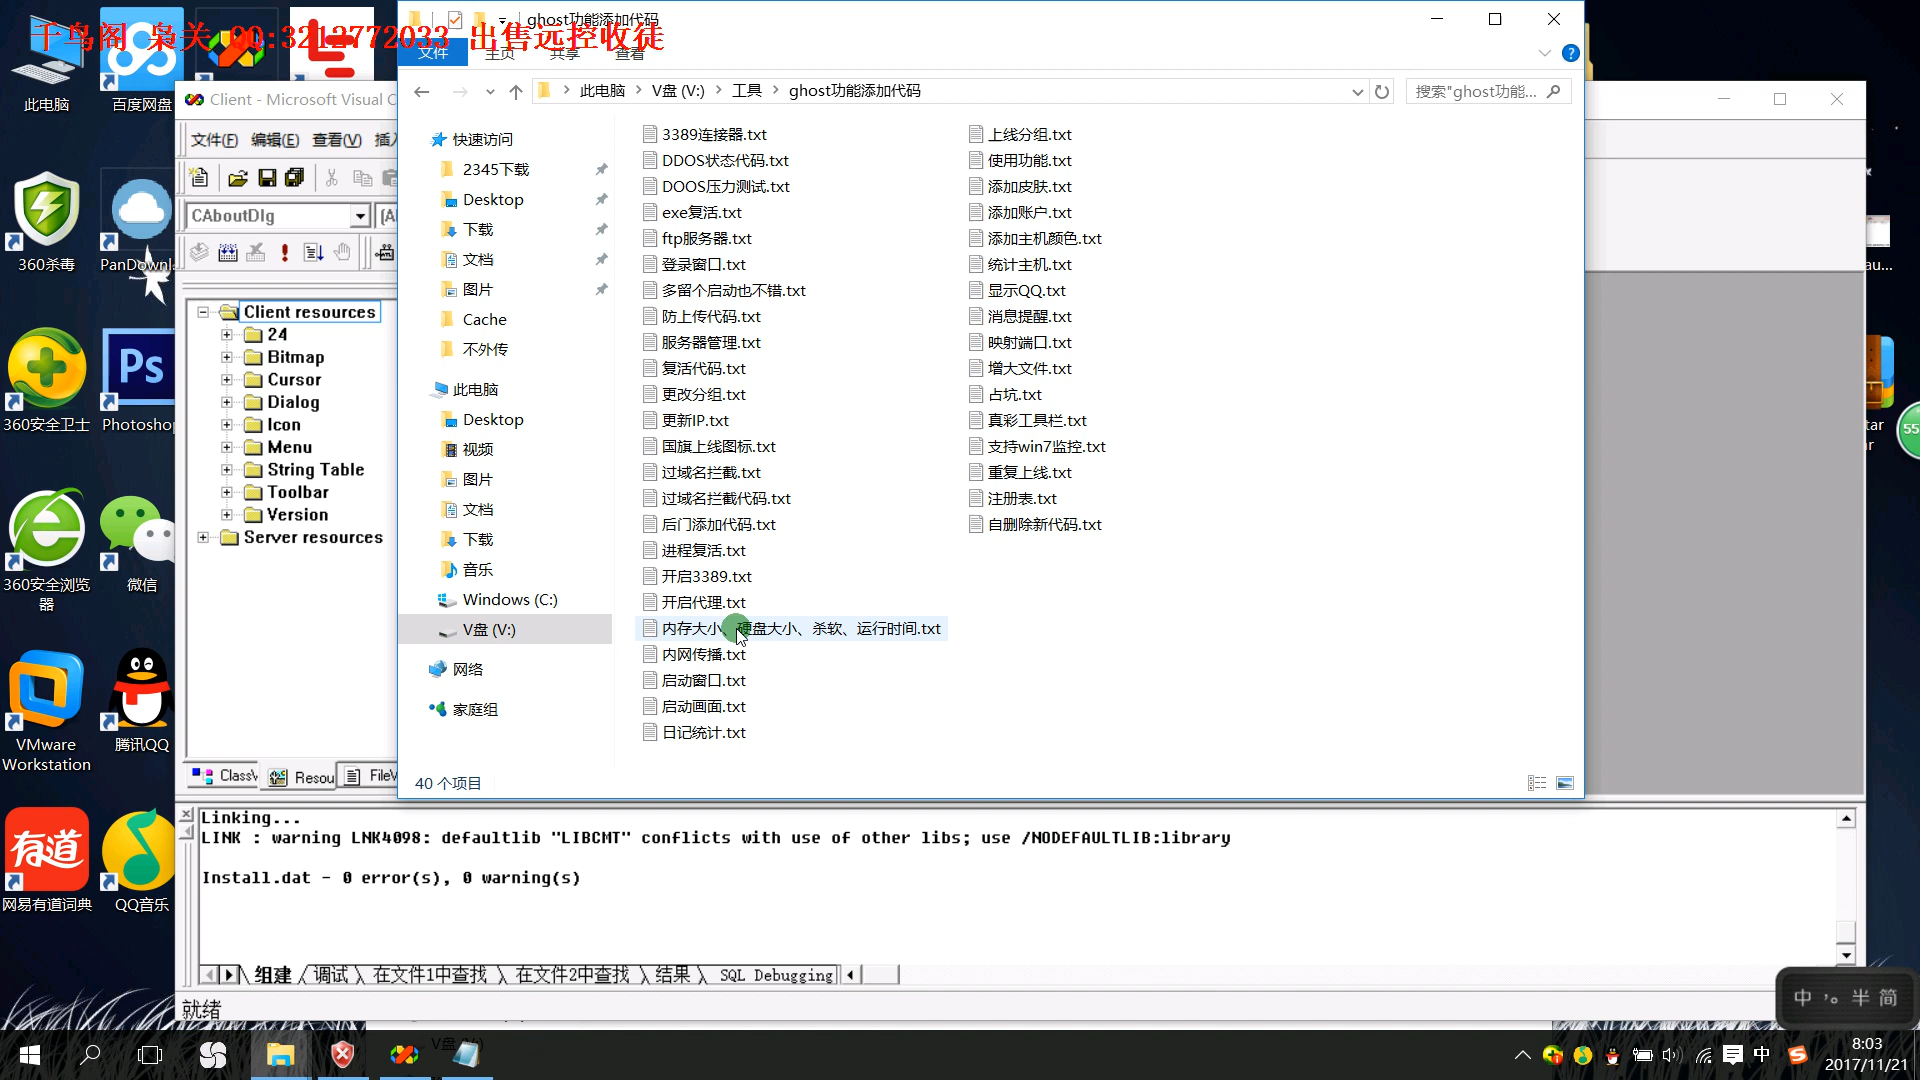 千鸟阁 枭关 QQ:3212772033 出售远控收徒
ghost功能添加代码
文件 主页 共享 查看
此电脑 V盘 (V:) 工具 ghost功能添加代码
搜索"ghost功能...
此电脑
百度网盘
360杀毒
PanDownl
360安全卫士
Photoshop
360安全浏览器
微信
VMware Workstation
腾讯QQ
网易有道词典
QQ音乐
Client - Microsoft Visual C
文件(F) 编辑(E) 查看(V) 插入
CAboutDlg
Client resources
24
Bitmap
Cursor
Dialog
Icon
Menu
String Table
Toolbar
Version
Server resources
ClassV Resou FileV
快速访问
2345下载
Desktop
下载
文档
图片
Cache
不外传
此电脑
Desktop
视频
图片
文档
下载
音乐
Windows (C:)
V盘 (V:)
网络
家庭组
3389连接器.txt
DDOS状态代码.txt
DOOS压力测试.txt
exe复活.txt
ftp服务器.txt
登录窗口.txt
多留个启动也不错.txt
防上传代码.txt
服务器管理.txt
复活代码.txt
更改分组.txt
更新IP.txt
国旗上线图标.txt
过域名拦截.txt
过域名拦截代码.txt
后门添加代码.txt
进程复活.txt
开启3389.txt
开启代理.txt
内存大小、硬盘大小、杀软、运行时间.txt
内网传播.txt
启动窗口.txt
启动画面.txt
日记统计.txt
上线分组.txt
使用功能.txt
添加皮肤.txt
添加账户.txt
添加主机颜色.txt
统计主机.txt
显示QQ.txt
消息提醒.txt
映射端口.txt
增大文件.txt
占坑.txt
真彩工具栏.txt
支持win7监控.txt
重复上线.txt
注册表.txt
自删除新代码.txt
40 个项目
55
Linking...
LINK : warning LNK4098: defaultlib "LIBCMT" conflicts with use of other libs; use /NODEFAULTLIB:library
Install.dat - 0 error(s), 0 warning(s)
组建 调试 在文件1中查找 在文件2中查找 结果 SQL Debugging
就绪
中 半 简
中
8:03
2017/11/21